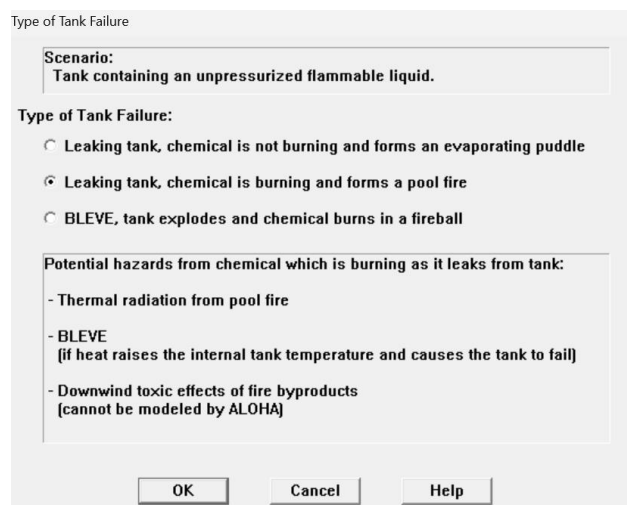 Type of Tank Failure
Scenario:
Tank containing an unpressurized flammable liquid.
Type of Tank Failure:
Leaking tank, chemical is not burning and forms an evaporating puddle
Leaking tank, chemical is burning and forms a pool fire
BLEVE, tank explodes and chemical burns in a fireball
Potential hazards from chemical which is burning as it leaks from tank:
- Thermal radiation from pool fire
- BLEVE
(if heat raises the internal tank temperature and causes the tank to fail)
- Downwind toxic effects of fire byproducts
(cannot be modeled by ALOHA)
OK Cancel Help